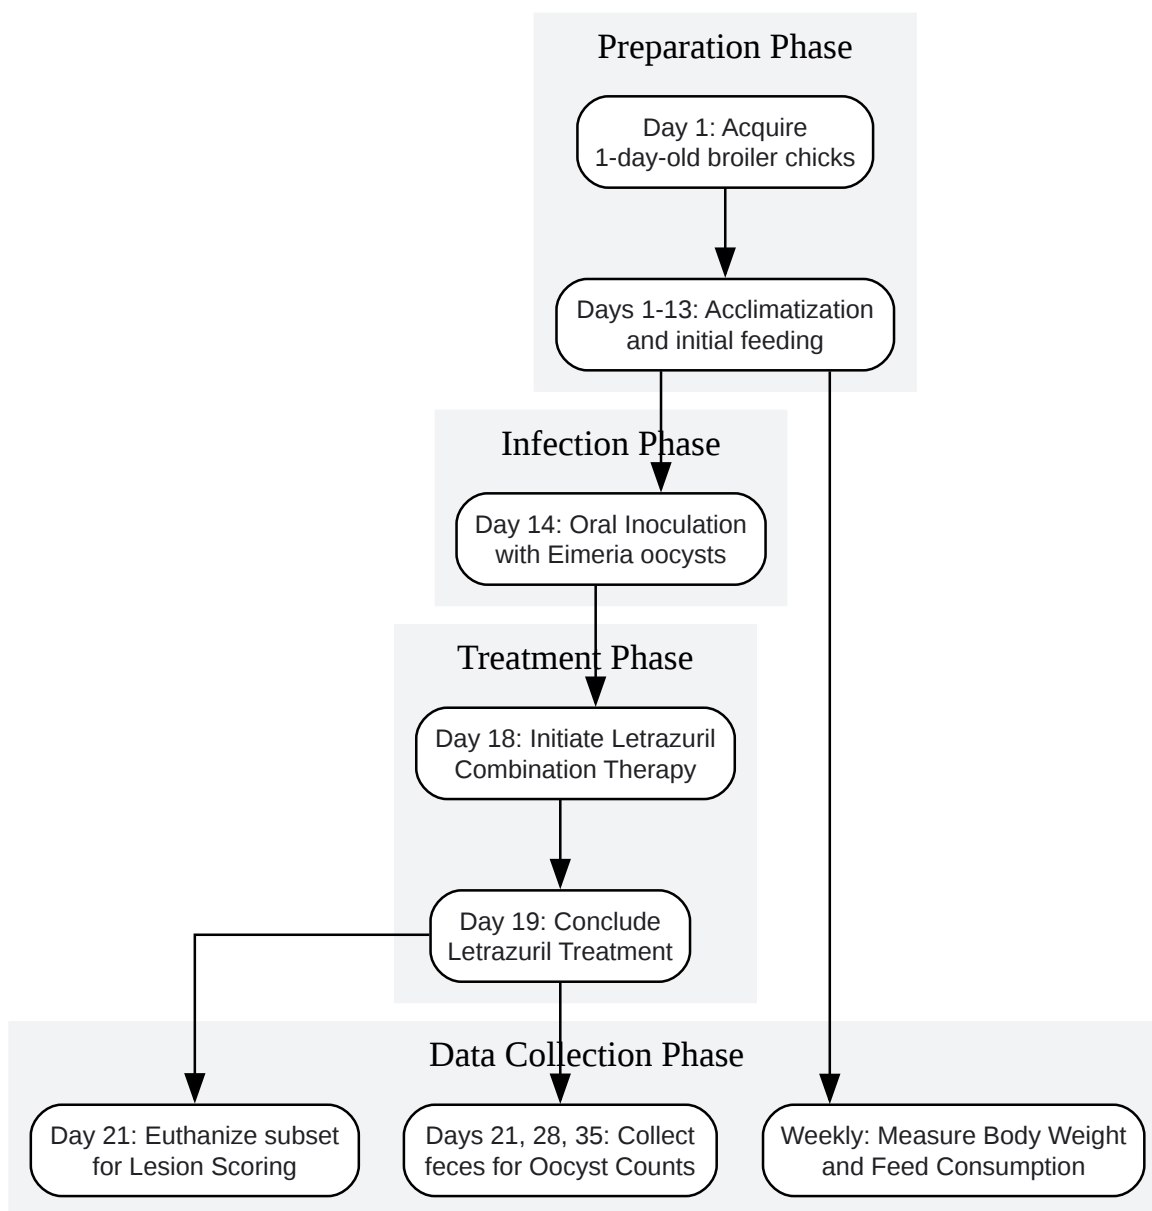 Preparation Phase
Day 1: Acquire
1-day-old broiler chicks
Days 1-13: Acclimatization
and initial feeding
Infection Phase
Day 14: Oral Inoculation
with Eimeria oocysts
Treatment Phase
Day 18: Initiate Letrazuril
Combination Therapy
Day 19: Conclude
Letrazuril Treatment
Data Collection Phase
Day 21: Euthanize subset
for Lesion Scoring
Days 21, 28, 35: Collect
feces for Oocyst Counts
Weekly: Measure Body Weight
and Feed Consumption